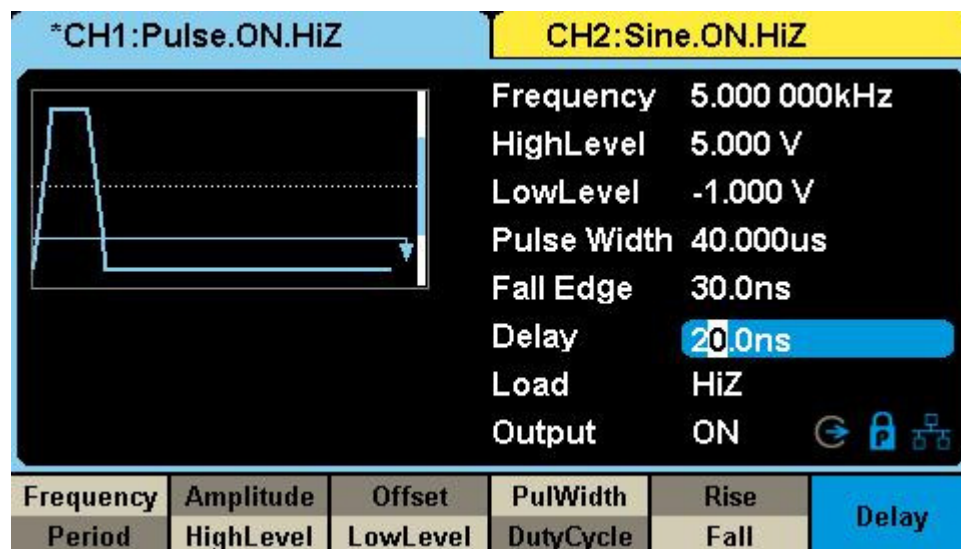 *CH1:Pulse.ON.HiZ
CH2:Sine.ON.HiZ
Frequency 5.000 000kHz
HighLevel 5.000 V
LowLevel -1.000 V
Pulse Width 40.000us
Fall Edge 30.0ns
Delay 20.0ns
Load HiZ
Output ON
P
Frequency Amplitude Offset PulWidth Rise Delay
Period HighLevel LowLevel DutyCycle Fall